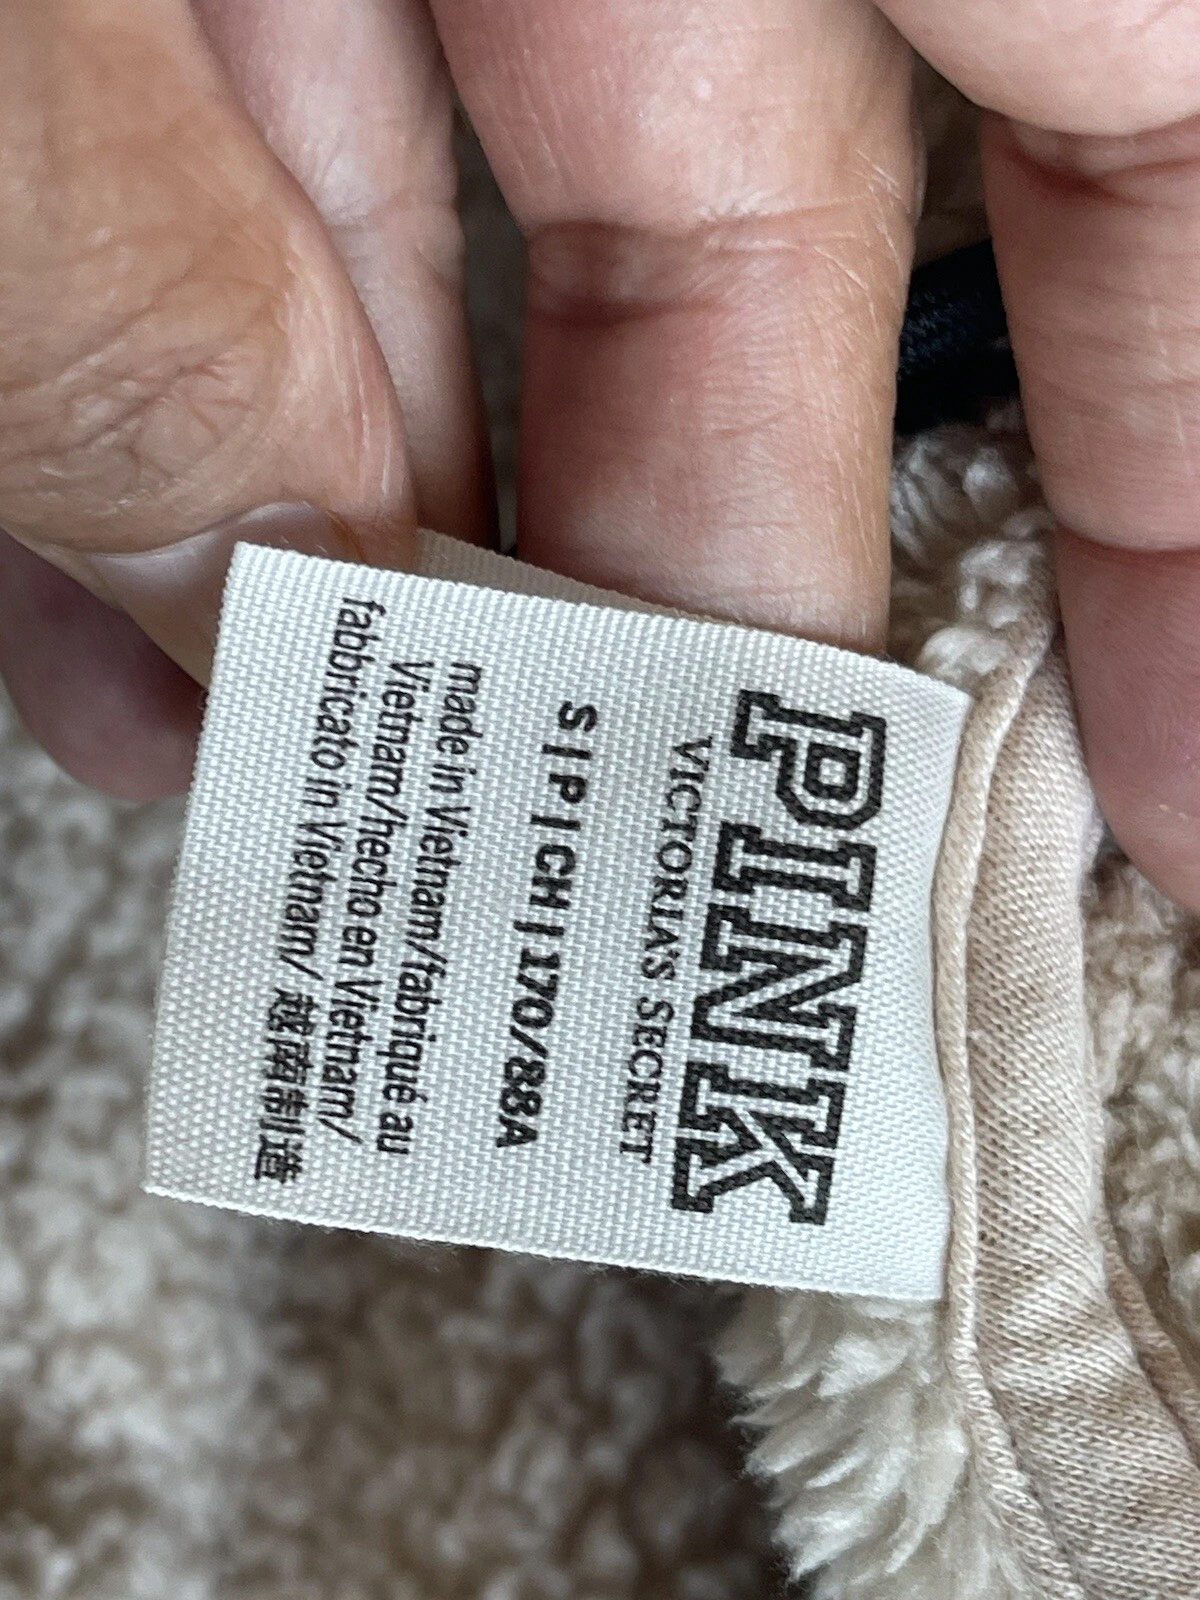 PINK
VICTORIA'S SECRET
S|P|CH|170/88A
made in Vietnam/fabriqué au
Vietnam/hecho en Vietnam/
fabbricato in Vietnam/ 越南制造